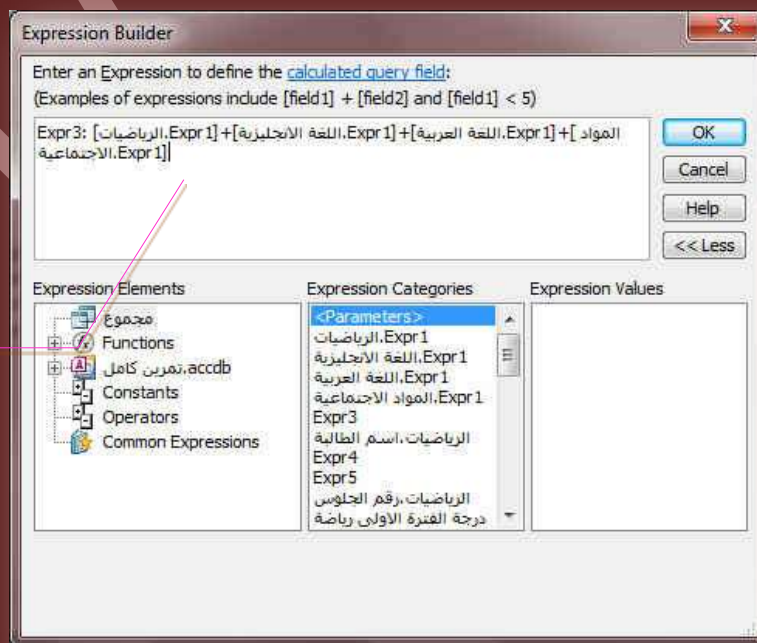 Expression Builder
Enter an Expression to define the calculated query field:
(Examples of expressions include [field1] + [field2] and [field1] < 5)
Expr3: [الرياضيات.Expr1]+[اللغة الانجليزية.Expr1]+[اللغة العربية.Expr1]+[المواد
الاجتماعية.Expr1]
OK
Cancel
Help
<< Less
Expression Elements
مجموع
Functions
تمرين كامل.accdb
Constants
Operators
Common Expressions
Expression Categories
<Parameters>
الرياضيات.Expr1
اللغة الانجليزية.Expr1
اللغة العربية.Expr1
المواد الاجتماعية.Expr1
Expr3
الرياضيات.اسم الطالبة
Expr4
Expr5
الرياضيات.رقم الجلوس
درجة الفترة الاولى رياضة
Expression Values